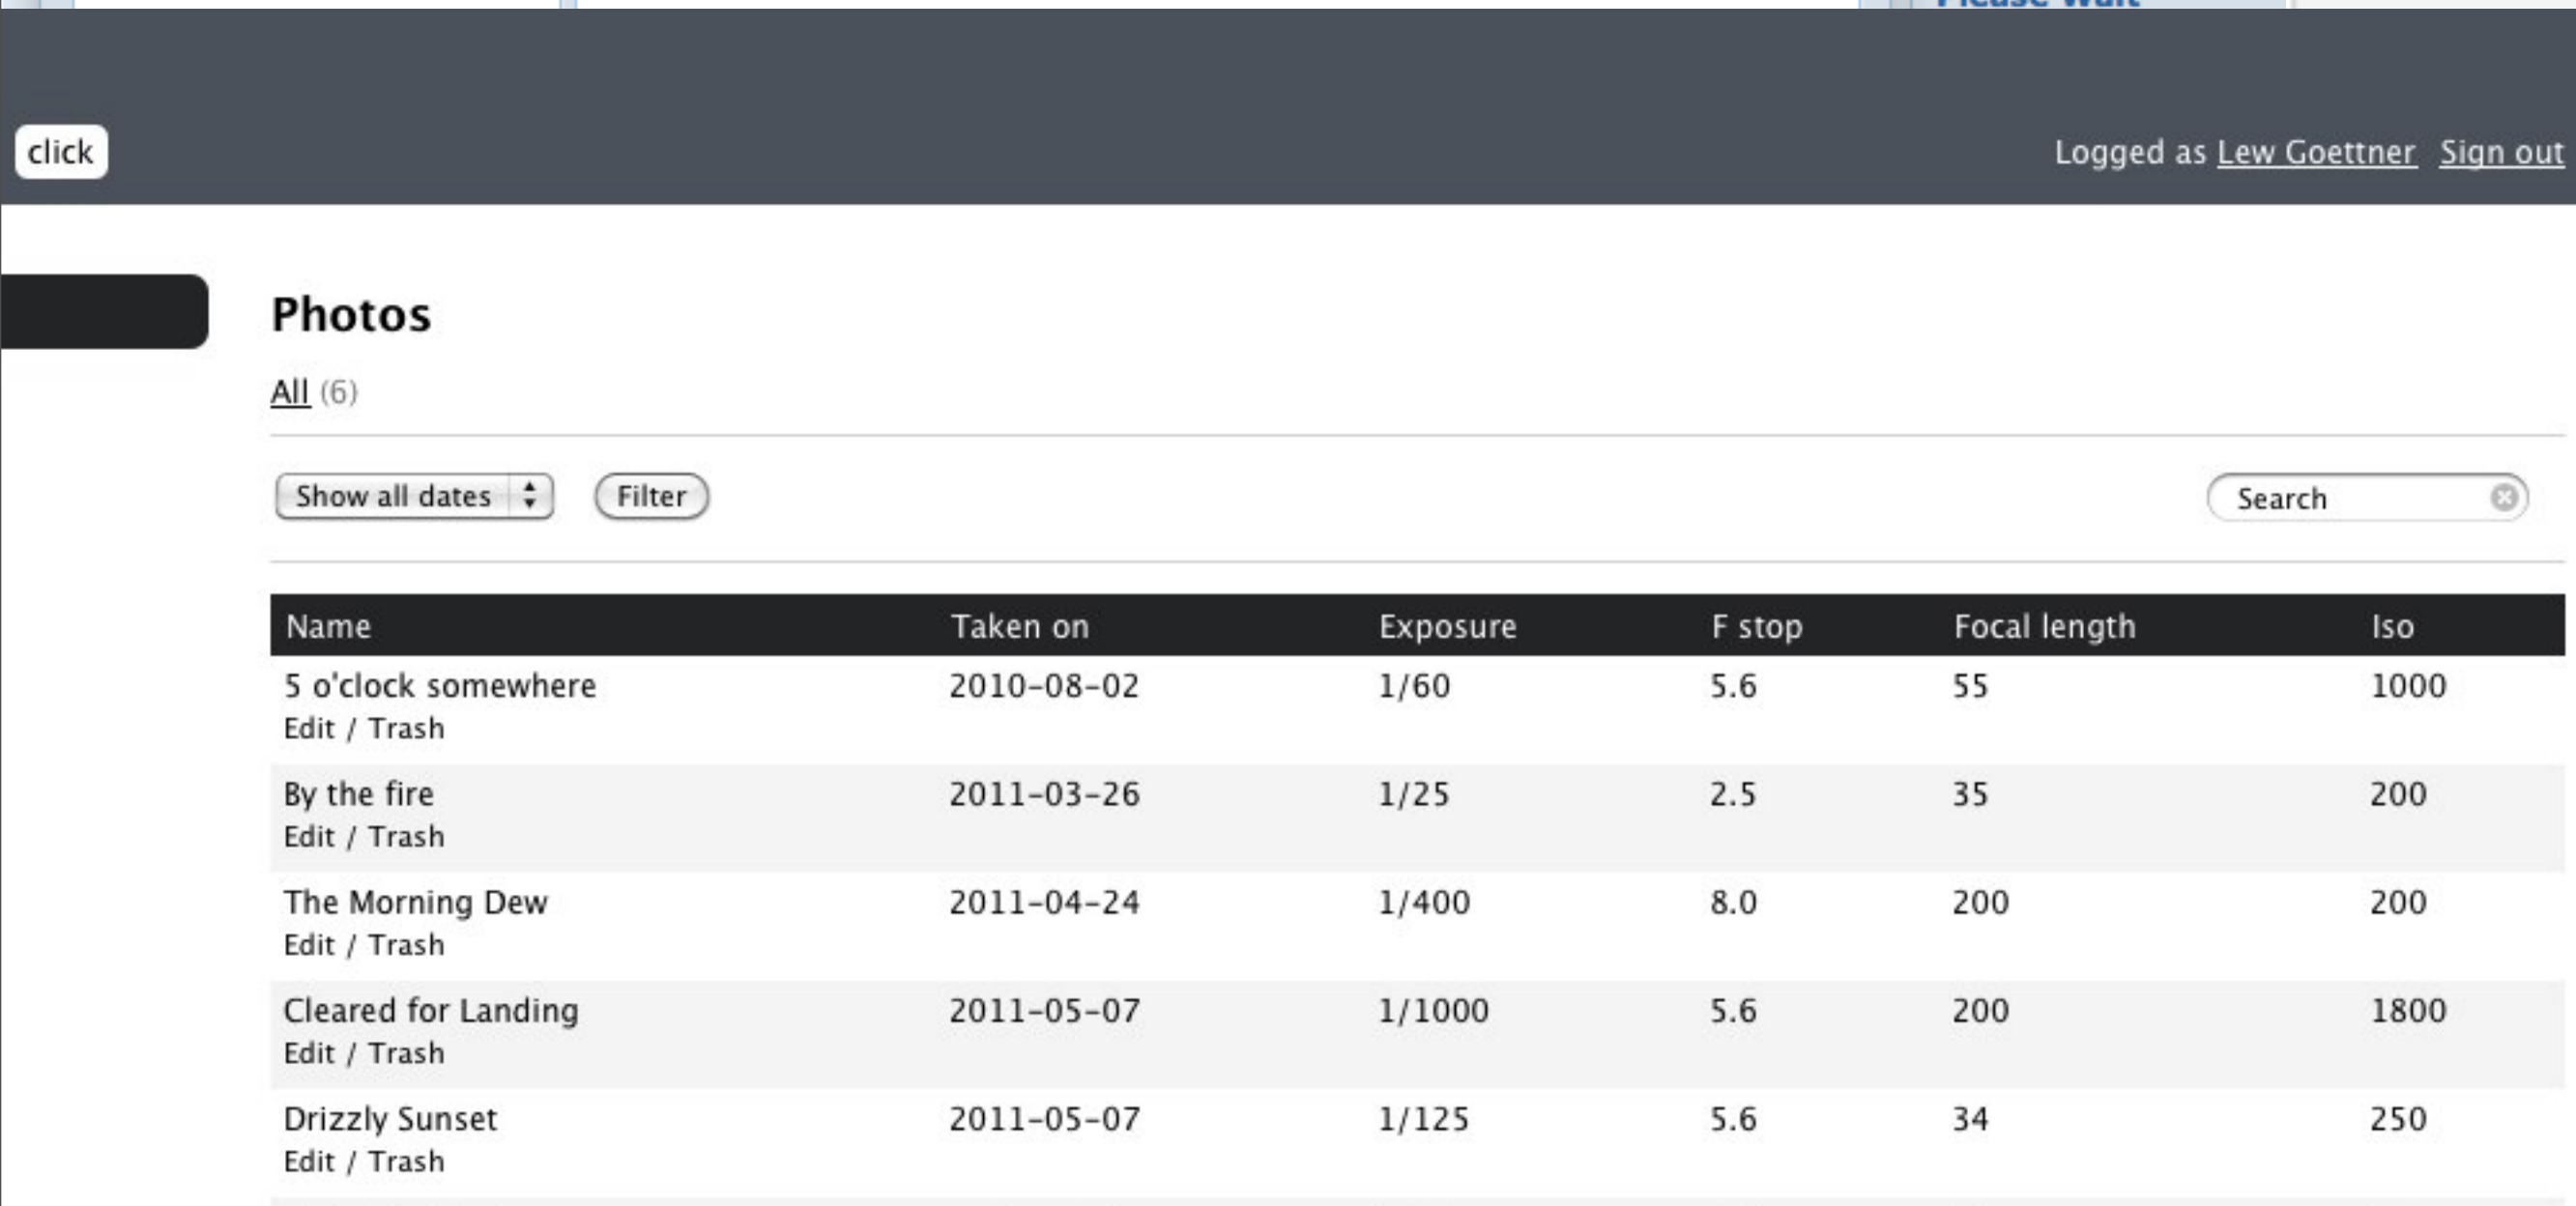 Please Wait
click
Logged as Lew Goettner Sign out
Photos
All (6)
Show all dates Filter Search
Name Taken on Exposure F stop Focal length Iso
5 o'clock somewhere 2010-08-02 1/60 5.6 55 1000
Edit / Trash
By the fire 2011-03-26 1/25 2.5 35 200
Edit / Trash
The Morning Dew 2011-04-24 1/400 8.0 200 200
Edit / Trash
Cleared for Landing 2011-05-07 1/1000 5.6 200 1800
Edit / Trash
Drizzly Sunset 2011-05-07 1/125 5.6 34 250
Edit / Trash